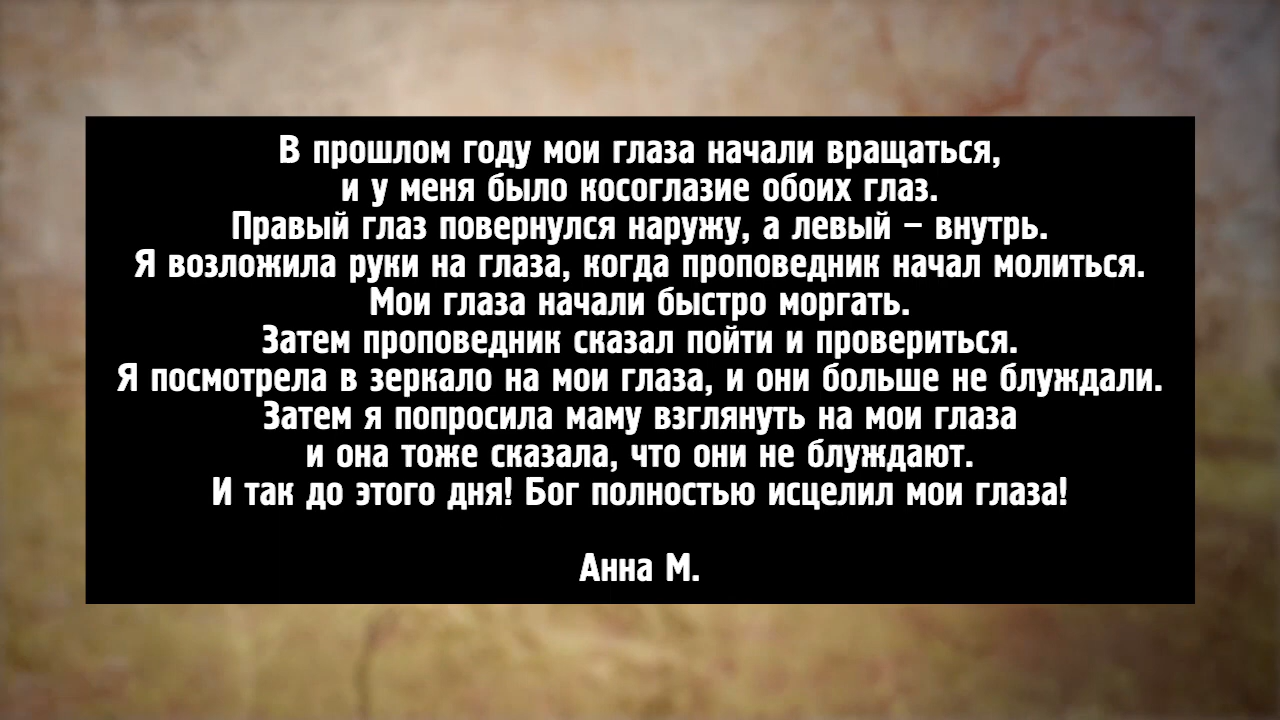 В прошлом году мои глаза начали вращаться,
и у меня было косоглазие обоих глаз.
Правый глаз повернулся наружу, а левый – внутрь.
Я возложила руки на глаза, когда проповедник начал молиться.
Мои глаза начали быстро моргать.
Затем проповедник сказал пойти и провериться.
Я посмотрела в зеркало на мои глаза, и они больше не блуждали.
Затем я попросила маму взглянуть на мои глаза
и она тоже сказала, что они не блуждают.
И так до этого дня! Бог полностью исцелил мои глаза!
Анна М.